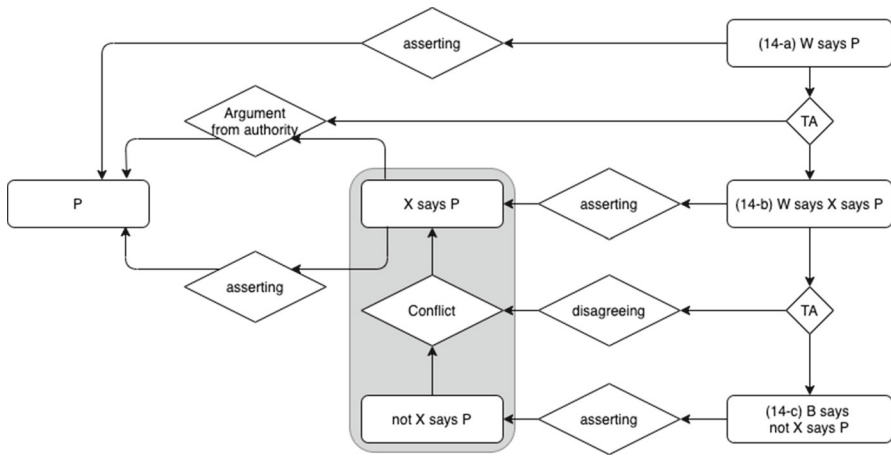 asserting
(14-a) W says P
Argument
from authority
TA
P
X says P
asserting
(14-b) W says X says P
asserting
Conflict
disagreeing
TA
not X says P
asserting
(14-c) B says
not X says P